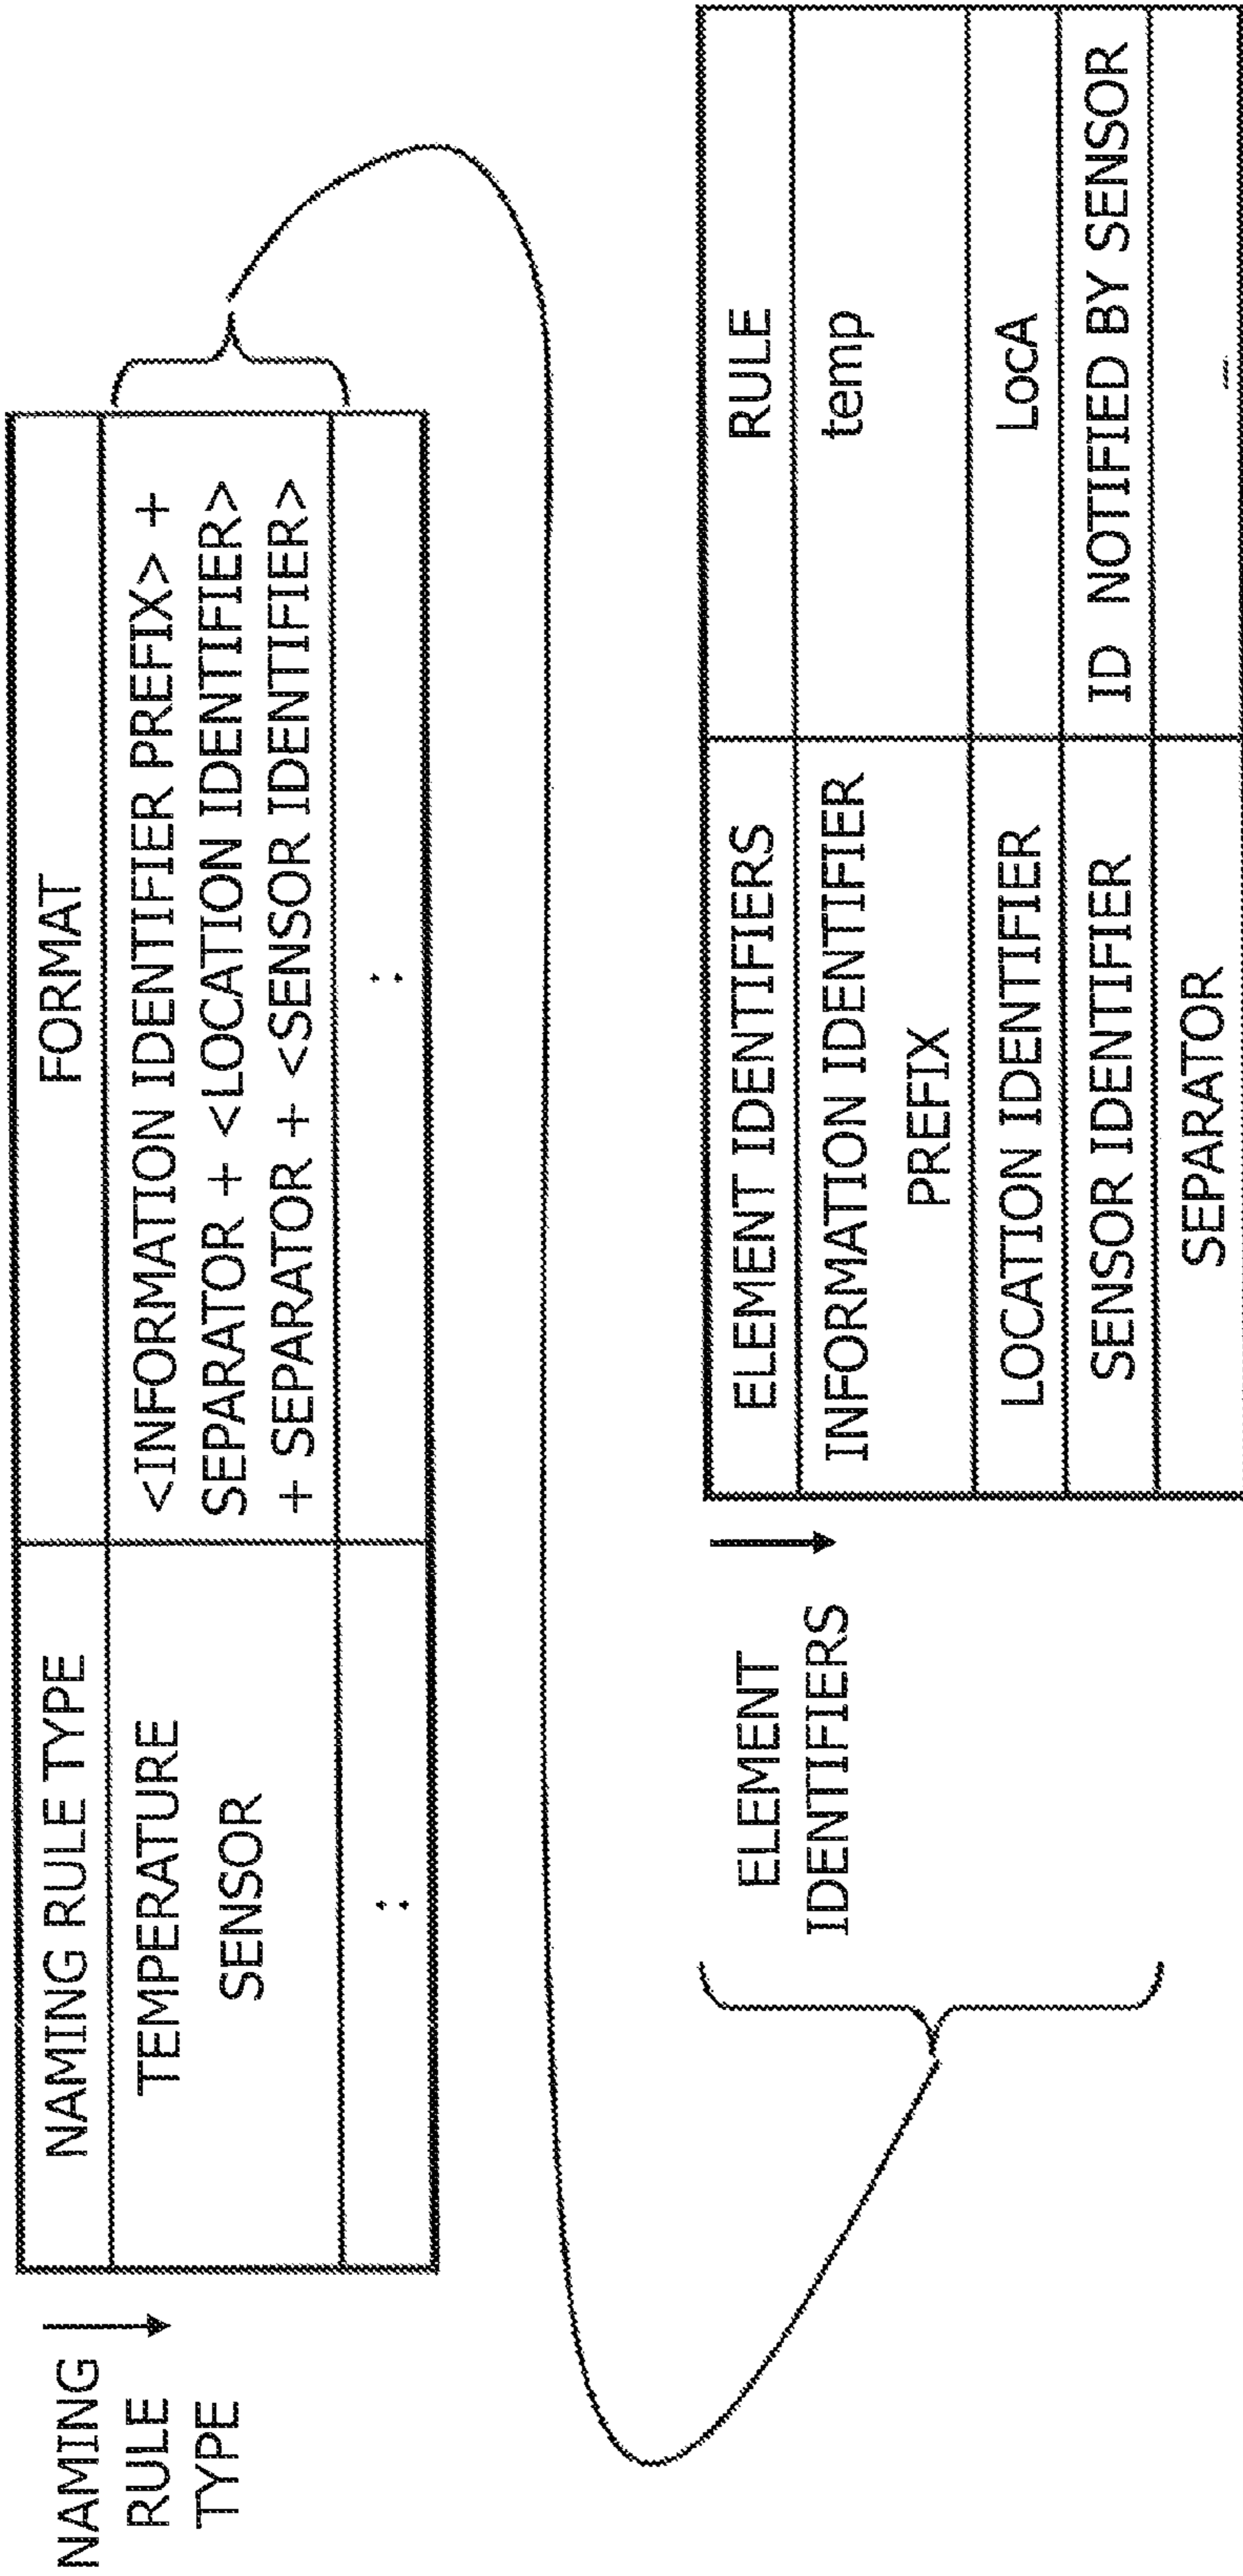 NAMING
RULE
TYPE
NAMING RULE TYPE
FORMAT
TEMPERATURE
SENSOR
<INFORMATION IDENTIFIER PREFIX> +
SEPARATOR + <LOCATION IDENTIFIER>
+ SEPARATOR + <SENSOR IDENTIFIER>
:
:
ELEMENT
IDENTIFIERS
ELEMENT IDENTIFIERS
RULE
INFORMATION IDENTIFIER
PREFIX
temp
LOCATION IDENTIFIER
LocA
SENSOR IDENTIFIER
ID NOTIFIED BY SENSOR
SEPARATOR